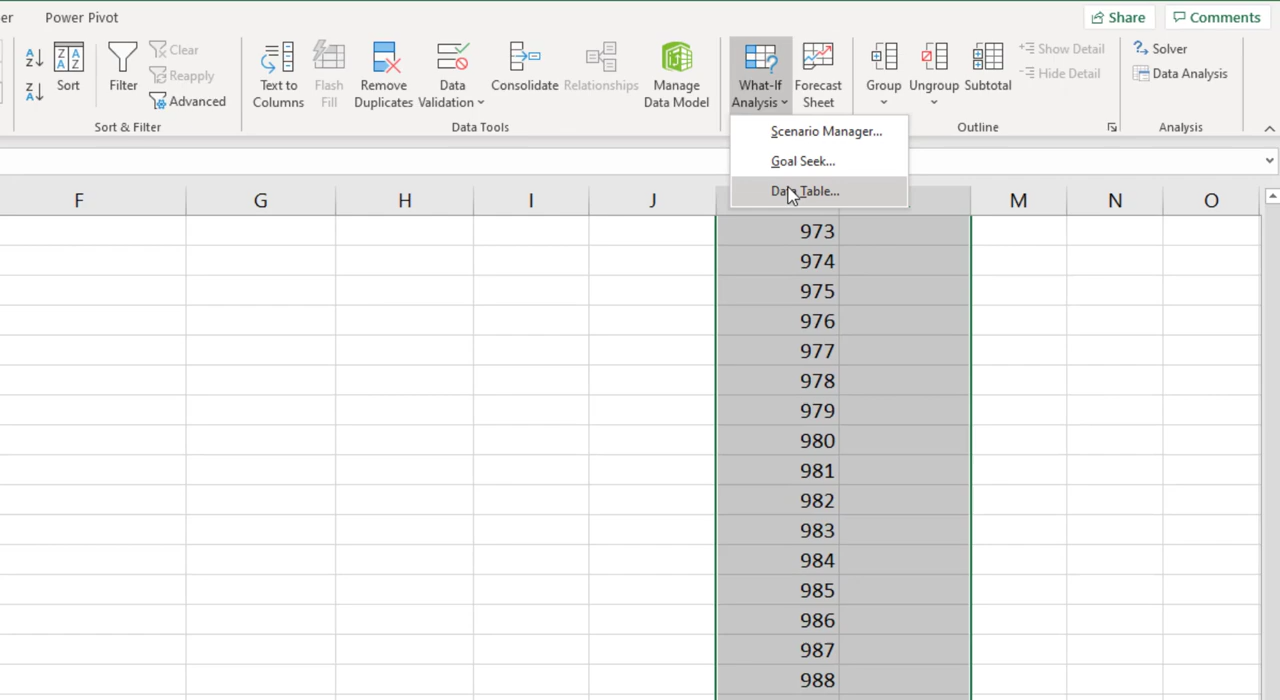 er Power Pivot
Share Comments
A Z
Z A
Z A A Z
Sort
Filter
Clear
Reapply
Advanced
Text to
Columns
Flash
Fill
Remove
Duplicates
Data
Validation
Consolidate
Relationships
Manage
Data Model
What-If
Analysis
Forecast
Sheet
Group
Ungroup
Subtotal
Show Detail
Hide Detail
Solver
Data Analysis
Sort & Filter
Data Tools
Outline
Analysis
Scenario Manager...
Goal Seek...
Data Table...
F G H I J M N O
973
974
975
976
977
978
979
980
981
982
983
984
985
986
987
988